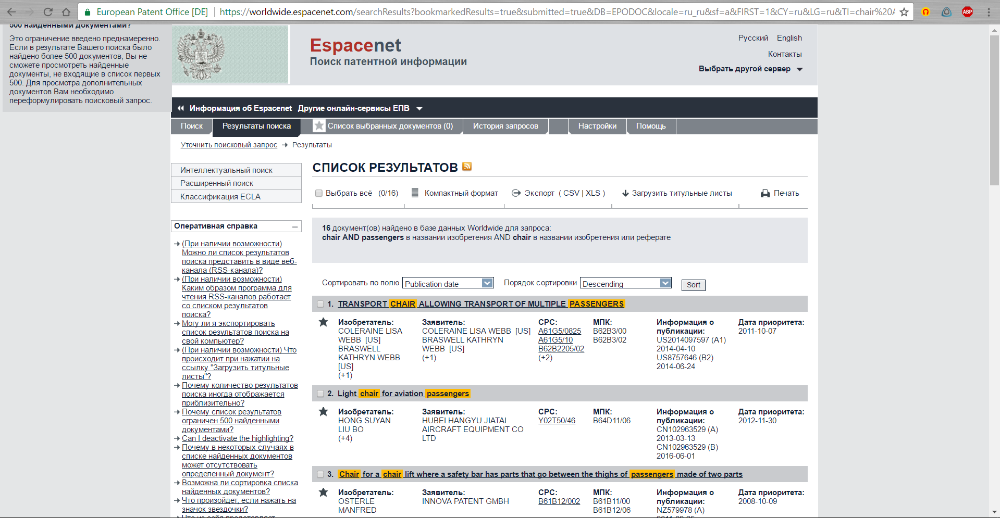 European Patent Office [DE]
https://worldwide.espacenet.com/searchResults?bookmarkedResults=true&submitted=true&DB=EPODOC&locale=ru_ru&sf=a&FIRST=1&CY=ru&LG=ru&TI=chair%20A
ABP
500 найденными документами?
Это ограничение введено преднамеренно.
Если в результате Вашего поиска было
найдено более 500 документов, Вы не
сможете просмотреть найденные
документы, не входящие в список первых
500. Для просмотра дополнительных
документов Вам необходимо
переформулировать поисковый запрос.
Espacenet
Поиск патентной информации
Русский English
Контакты
Выбрать другой сервер
Информация об Espacenet Другие онлайн-сервисы ЕПВ
Поиск Результаты поиска Список выбранных документов (0) История запросов Настройки Помощь
Уточнить поисковый запрос → Результаты
Интеллектуальный поиск
Расширенный поиск
Классификация ECLA
Оперативная справка
(При наличии возможности)
Можно ли список результатов
поиска представить в виде веб-
канала (RSS-канала)?
(При наличии возможности)
Каким образом программа для
чтения RSS-каналов работает
со списком результатов
поиска?
Могу ли я экспортировать
список результатов поиска на
свой компьютер?
(При наличии возможности) Что
происходит при нажатии на
ссылку "Загрузить титульные
листы"?
Почему количество результатов
поиска иногда отображается
приблизительно?
Почему список результатов
ограничен 500 найденными
документами?
Can I deactivate the highlighting?
Почему в некоторых случаях в
списке найденных документов
может отсутствовать
определенный документ?
Возможна ли сортировка списка
найденных документов?
Что произойдет, если нажать на
значок звездочки?
СПИСОК РЕЗУЛЬТАТОВ
Выбрать всё (0/16) Компактный формат Экспорт ( CSV | XLS ) Загрузить титульные листы Печать
16 документ(ов) найдено в базе данных Worldwide для запроса:
chair AND passengers в названии изобретения AND chair в названии изобретения или реферате
Сортировать по полю Publication date Порядок сортировки Descending Sort
1. TRANSPORT CHAIR ALLOWING TRANSPORT OF MULTIPLE PASSENGERS
Изобретатель:
COLERAINE LISA
WEBB [US]
BRASWELL
KATHRYN WEBB
[US]
(+1)
Заявитель:
COLERAINE LISA WEBB [US]
BRASWELL KATHRYN
WEBB [US]
(+1)
CPC:
A61G5/0825
A61G5/10
B62B2205/02
(+2)
МПК:
B62B3/00
B62B3/02
Информация о
публикации:
US2014097597 (A1)
2014-04-10
US8757646 (B2)
2014-06-24
Дата приоритета:
2011-10-07
2. Light chair for aviation passengers
Изобретатель:
HONG SUYAN
LIU BO
(+4)
Заявитель:
HUBEI HANGYU JIATAI
AIRCRAFT EQUIPMENT CO
LTD
CPC:
Y02T50/46
МПК:
B64D11/06
Информация о
публикации:
CN102963529 (A)
2013-03-13
CN102963529 (B)
2016-06-01
Дата приоритета:
2012-11-30
3. Chair for a chair lift where a safety bar has parts that go between the thighs of passengers made of two parts
Изобретатель:
OSTERLE
MANFRED
Заявитель:
INNOVA PATENT GMBH
CPC:
B61B12/002
МПК:
B61B11/00
B61B12/06
Информация о
публикации:
NZ579978 (A)
Дата приоритета:
2008-10-09